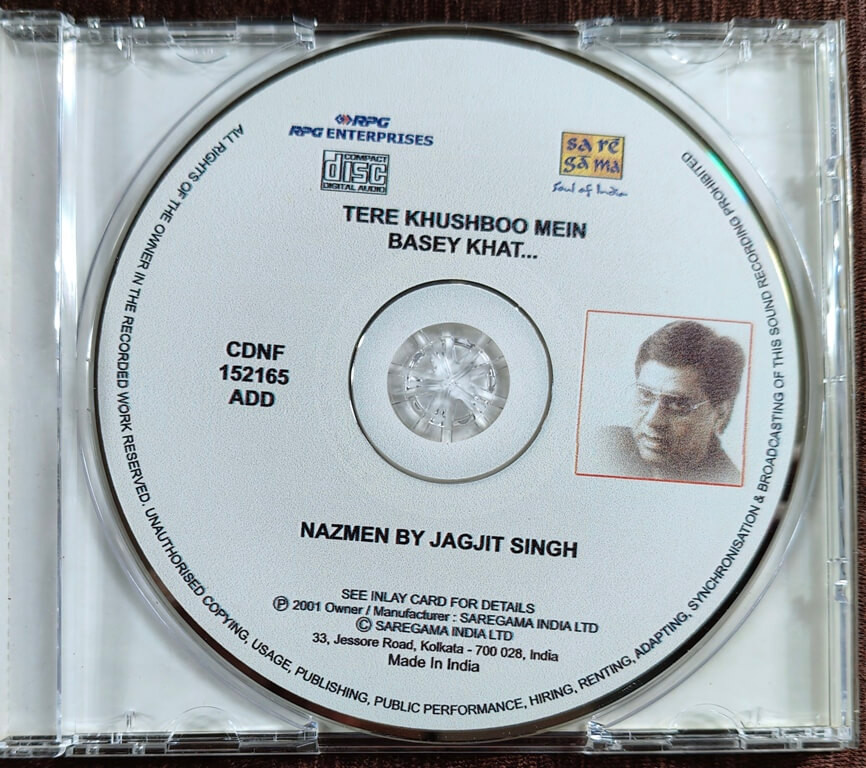 RPG
RPG ENTERPRISES
COMPACT
disc
DIGITAL AUDIO
sa rē
gā ma
Soul of India
TERE KHUSHBOO MEIN
BASEY KHAT...
CDNF
152165
ADD
NAZMEN BY JAGJIT SINGH
SEE INLAY CARD FOR DETAILS
Ⓟ 2001 Owner / Manufacturer : SAREGAMA INDIA LTD
© SAREGAMA INDIA LTD
33, Jessore Road, Kolkata - 700 028, India
Made In India
ALL RIGHTS OF THE OWNER IN THE RECORDED WORK RESERVED. UNAUTHORISED COPYING, USAGE, PUBLISHING, PUBLIC PERFORMANCE, HIRING, RENTING, ADAPTING, SYNCHRONISATION & BROADCASTING OF THIS SOUND RECORDING PROHIBITED